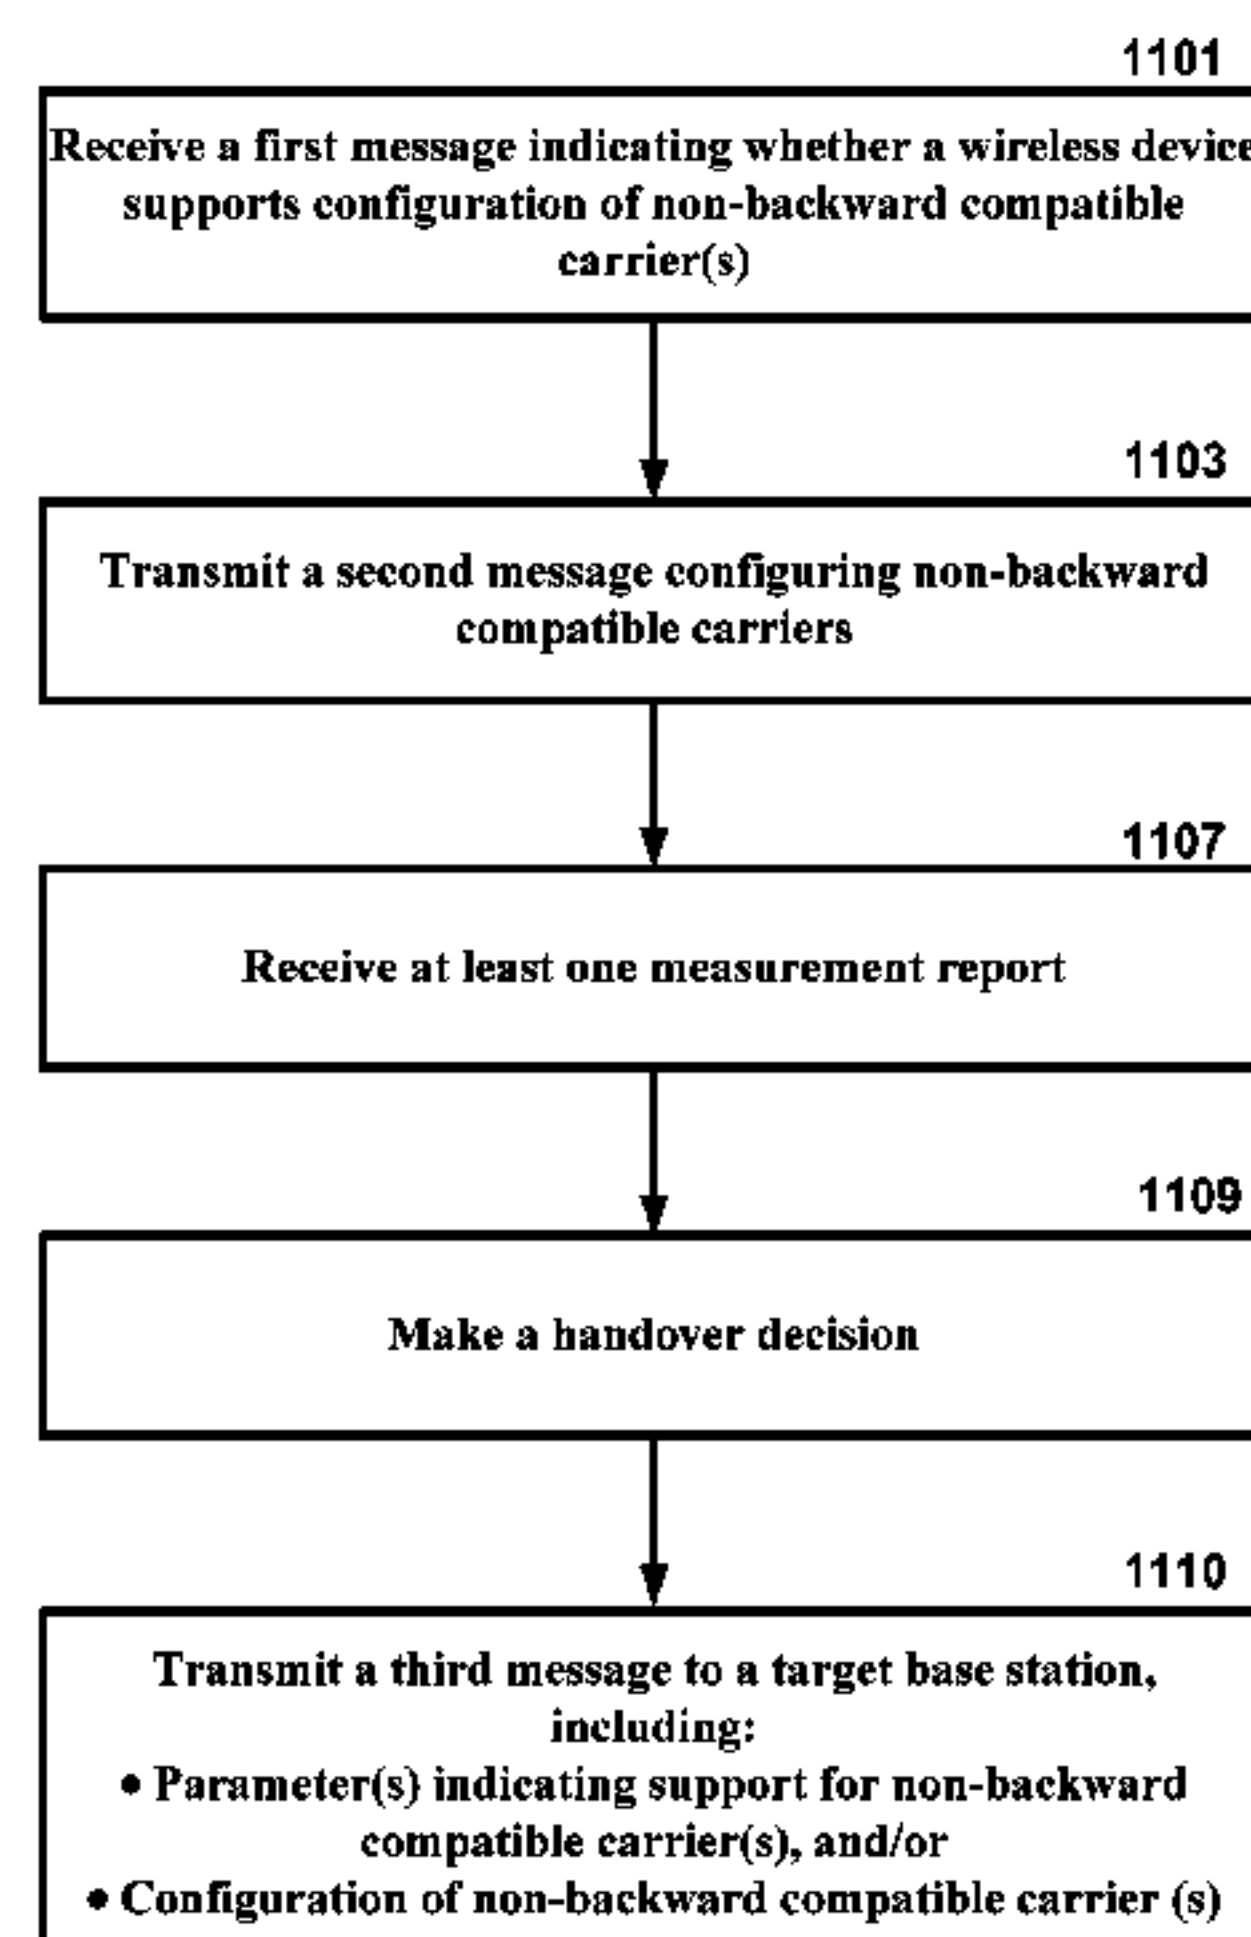 1101
Receive a first message indicating whether a wireless device
supports configuration of non-backward compatible
carrier(s)
1103
Transmit a second message configuring non-backward
compatible carriers
1107
Receive at least one measurement report
1109
Make a handover decision
1110
Transmit a third message to a target base station,
including:
• Parameter(s) indicating support for non-backward
compatible carrier(s), and/or
• Configuration of non-backward compatible carrier (s)